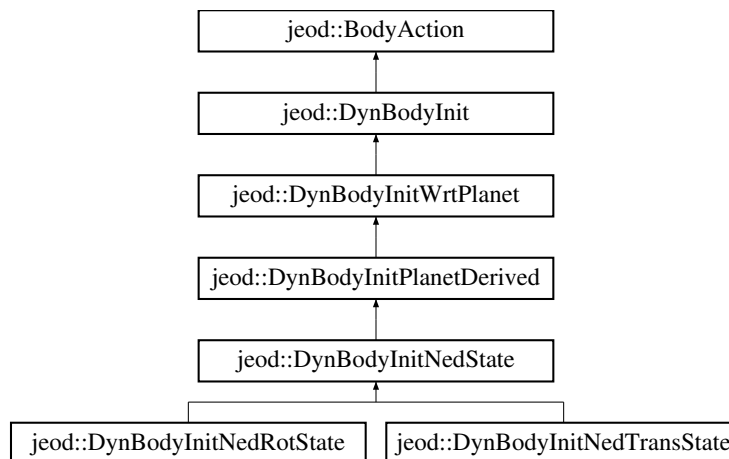 jeod::BodyAction
jeod::DynBodyInit
jeod::DynBodyInitWrtPlanet
jeod::DynBodyInitPlanetDerived
jeod::DynBodyInitNedState
jeod::DynBodyInitNedRotState
jeod::DynBodyInitNedTransState